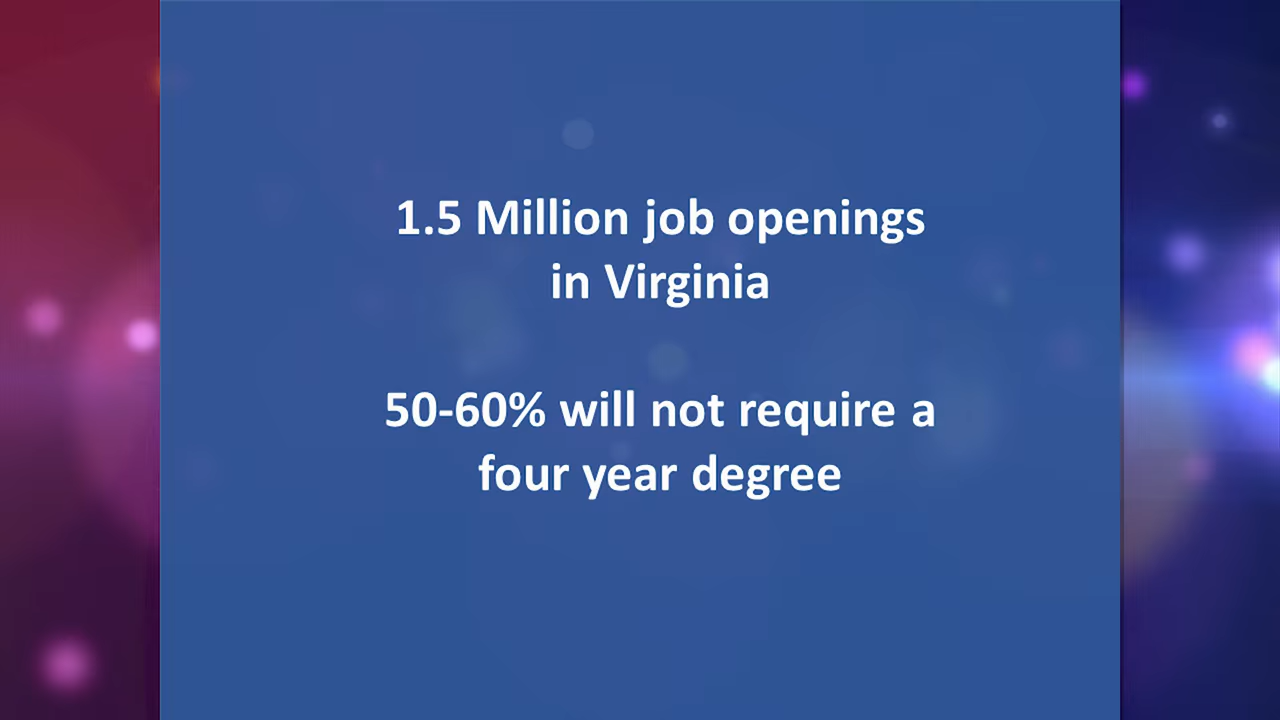 1.5 Million job openings
in Virginia
50-60% will not require a
four year degree